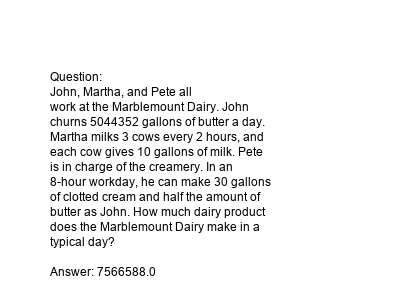 Question:
John, Martha, and Pete all
work at the Marblemount Dairy. John
churns 5044352 gallons of butter a day.
Martha milks 3 cows every 2 hours, and
each cow gives 10 gallons of milk. Pete
is in charge of the creamery. In an
8-hour workday, he can make 30 gallons
of clotted cream and half the amount of
butter as John. How much dairy product
does the Marblemount Dairy make in a
typical day?

Answer: 7566588.0